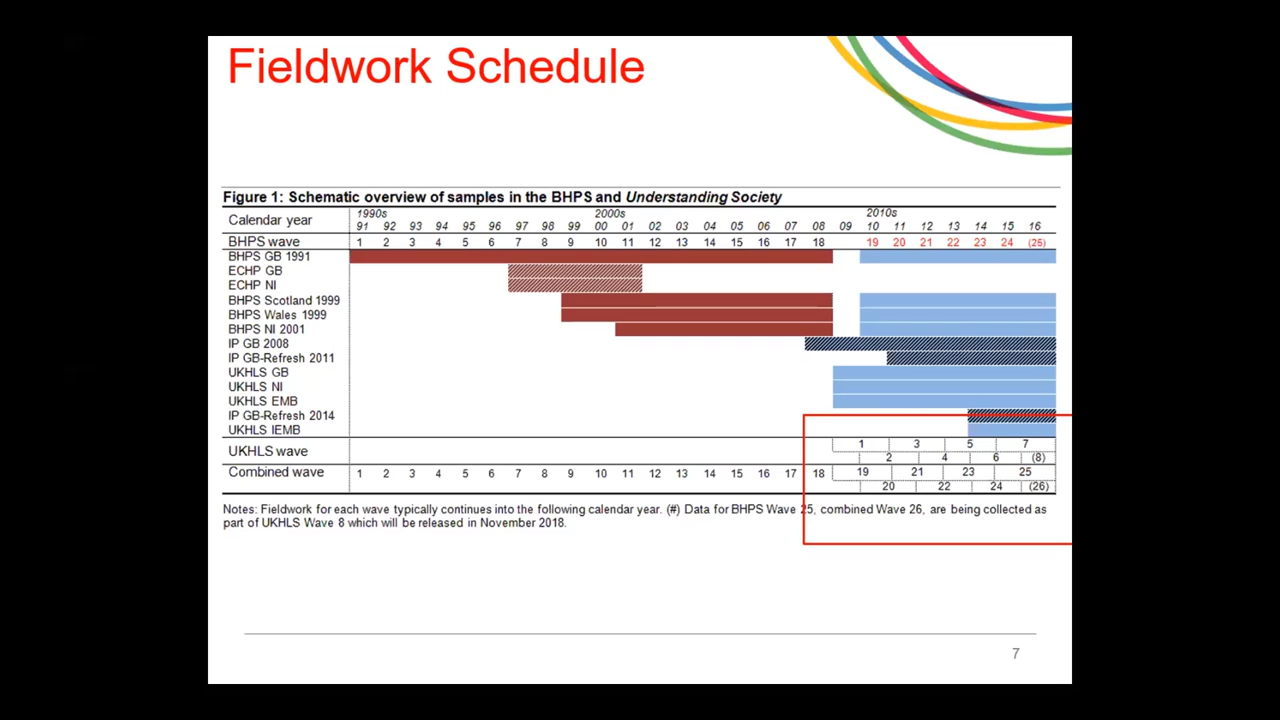 Fieldwork Schedule
Figure 1: Schematic overview of samples in the BHPS and Understanding Society
1990s 2000s 2010s
Calendar year 91 92 93 94 95 96 97 98 99 00 01 02 03 04 05 06 07 08 09 10 11 12 13 14 15 16
BHPS wave 1 2 3 4 5 6 7 8 9 10 11 12 13 14 15 16 17 18 19 20 21 22 23 24 (25)
BHPS GB 1991
ECHP GB
ECHP NI
BHPS Scotland 1999
BHPS Wales 1999
BHPS NI 2001
IP GB 2008
IP GB-Refresh 2011
UKHLS GB
UKHLS NI
UKHLS EMB
IP GB-Refresh 2014
UKHLS IEMB
UKHLS wave 1 3 5 7
2 4 6 (8)
Combined wave 1 2 3 4 5 6 7 8 9 10 11 12 13 14 15 16 17 18 19 21 23 25
20 22 24 (26)
Notes: Fieldwork for each wave typically continues into the following calendar year. (#) Data for BHPS Wave 25, combined Wave 26, are being collected as
part of UKHLS Wave 8 which will be released in November 2018.
7